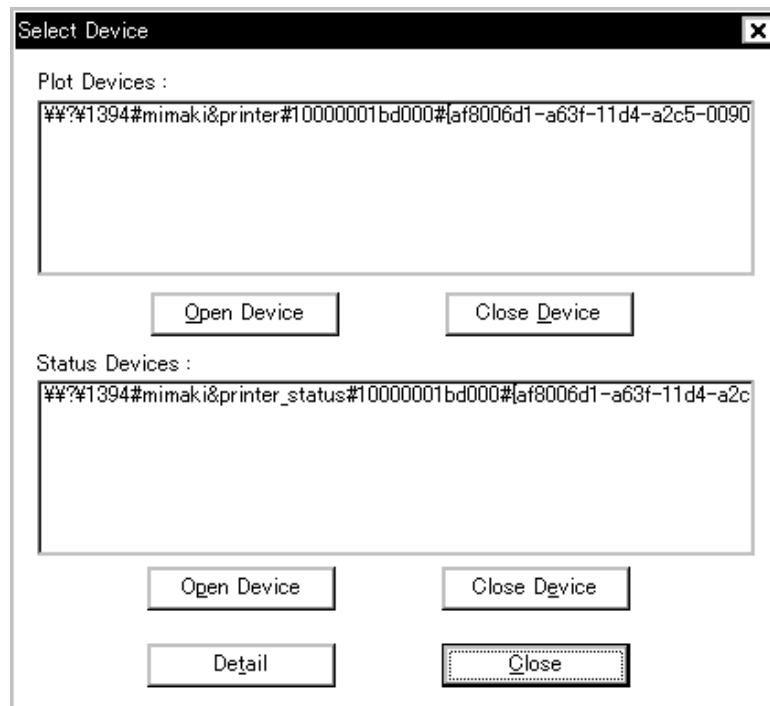 Select Device
Plot Devices :
¥¥?¥1394#mimaki&printer#10000001bd000#{af8006d1-a63f-11d4-a2c5-0090
Open Device Close Device
Status Devices :
¥¥?¥1394#mimaki&printer_status#10000001bd000#{af8006d1-a63f-11d4-a2c
Open Device Close Device
Detail Close